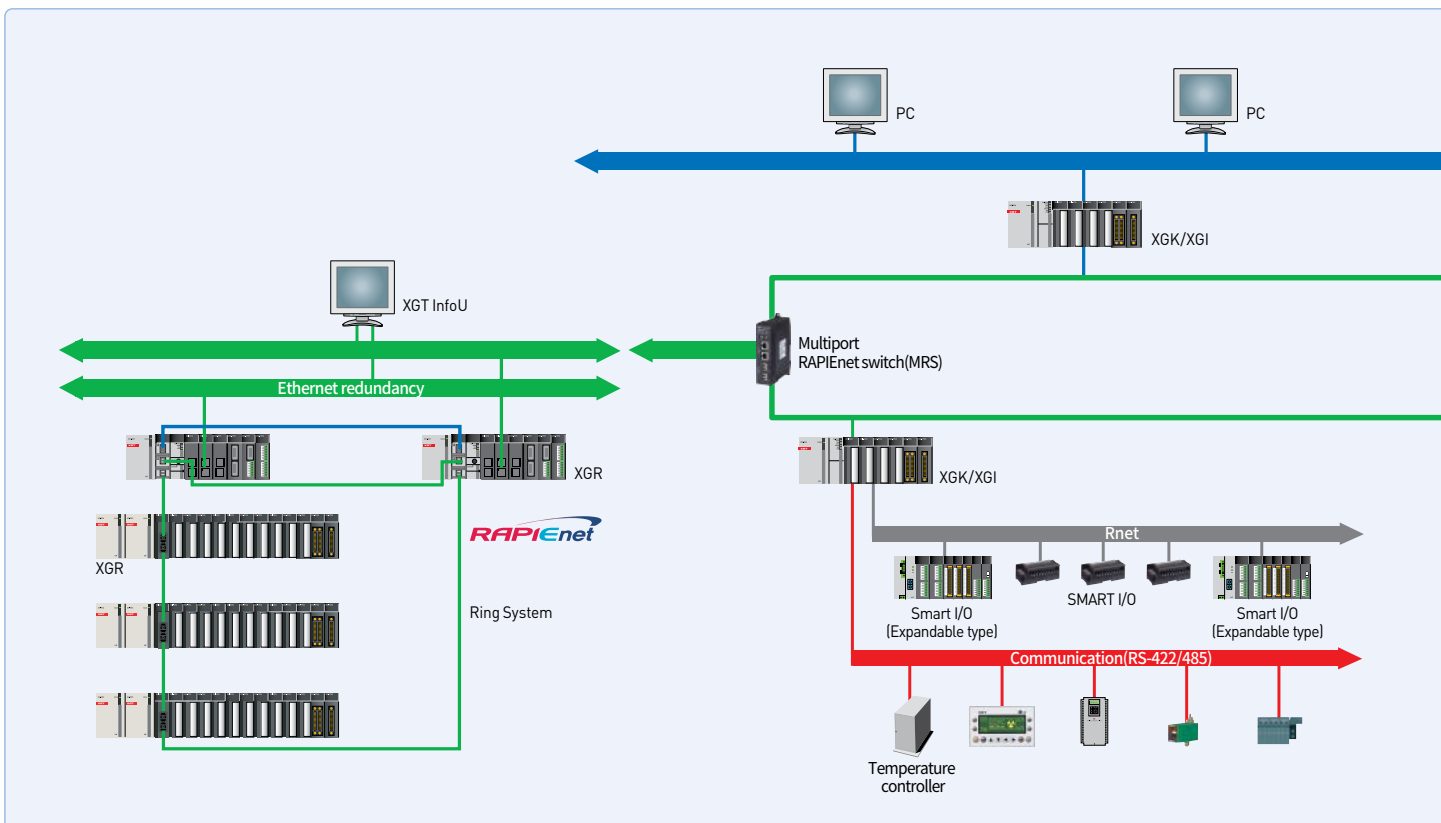 PC
PC
XGK/XGI
XGT InfoU
Multiport
RAPIEnet switch(MRS)
Ethernet redundancy
XGR
XGK/XGI
RAPIEnet
Rnet
XGR
SMART I/O
Ring System
Smart I/O
(Expandable type)
Smart I/O
(Expandable type)
Communication(RS-422/485)
Temperature
controller